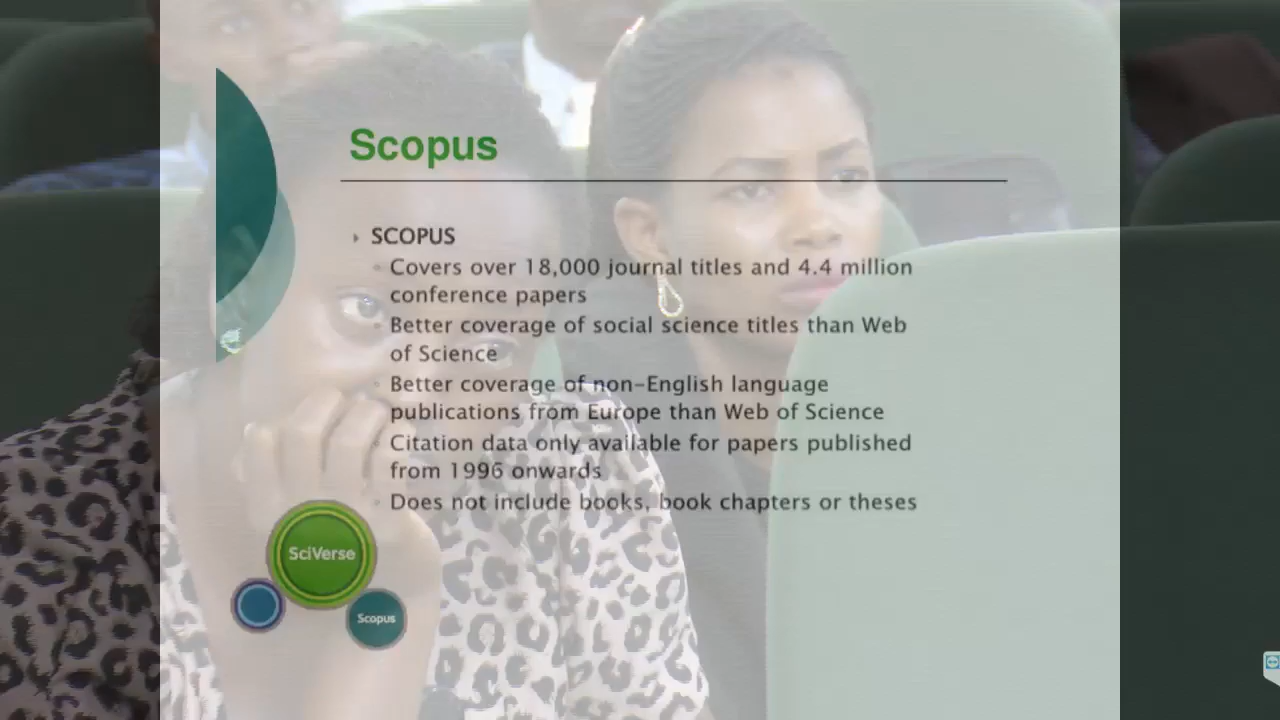 Scopus
SCOPUS
Covers over 18,000 journal titles and 4.4 million
conference papers
Better coverage of social science titles than Web
of Science
Better coverage of non-English language
publications from Europe than Web of Science
Citation data only available for papers published
from 1996 onwards
Does not include books, book chapters or theses
SciVerse
Scopus